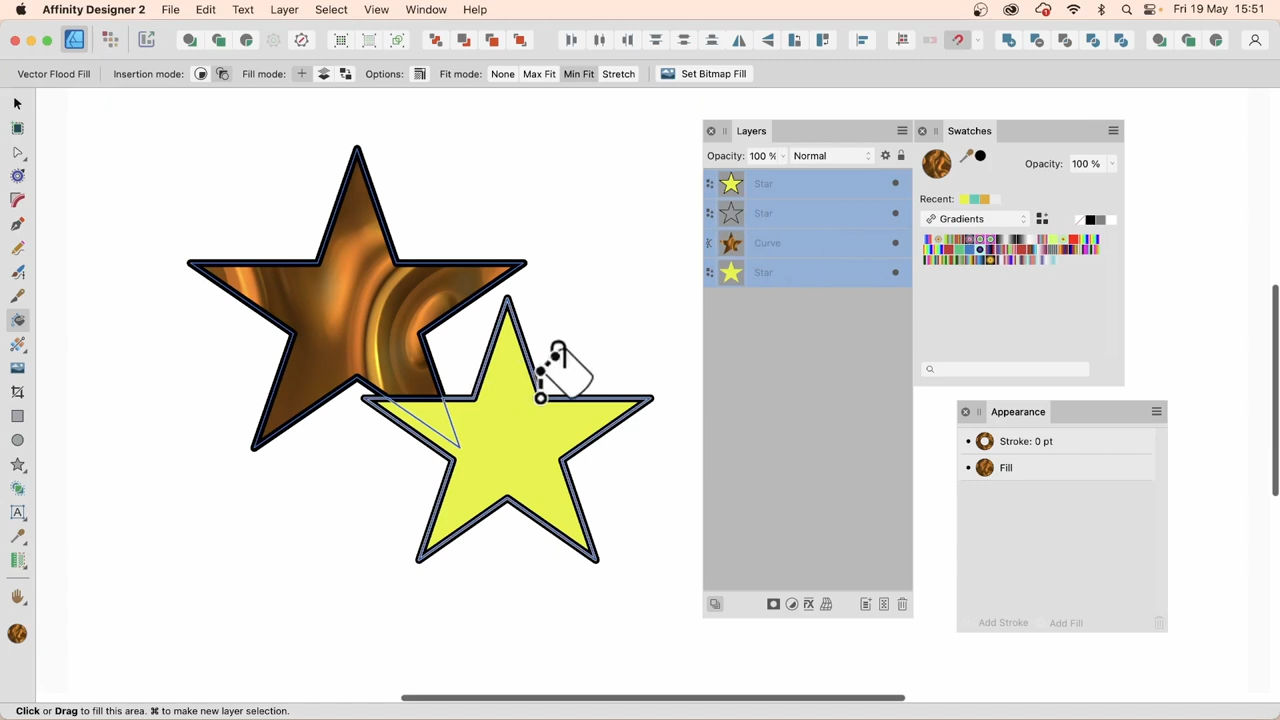 Affinity Designer 2 File Edit Text Layer Select View Window Help Fri 19 May 15:51
Vector Flood Fill Insertion mode: Fill mode: Options: Fit mode: None Max Fit Min Fit Stretch Set Bitmap Fill
Layers
Opacity: 100 % Normal
Star
Star
Curve
Star
FX
Swatches
Opacity: 100 %
Recent:
Gradients
Appearance
Stroke: 0 pt
Fill
Add Stroke Add Fill
A
Click or Drag to fill this area. ⌘ to make new layer selection.